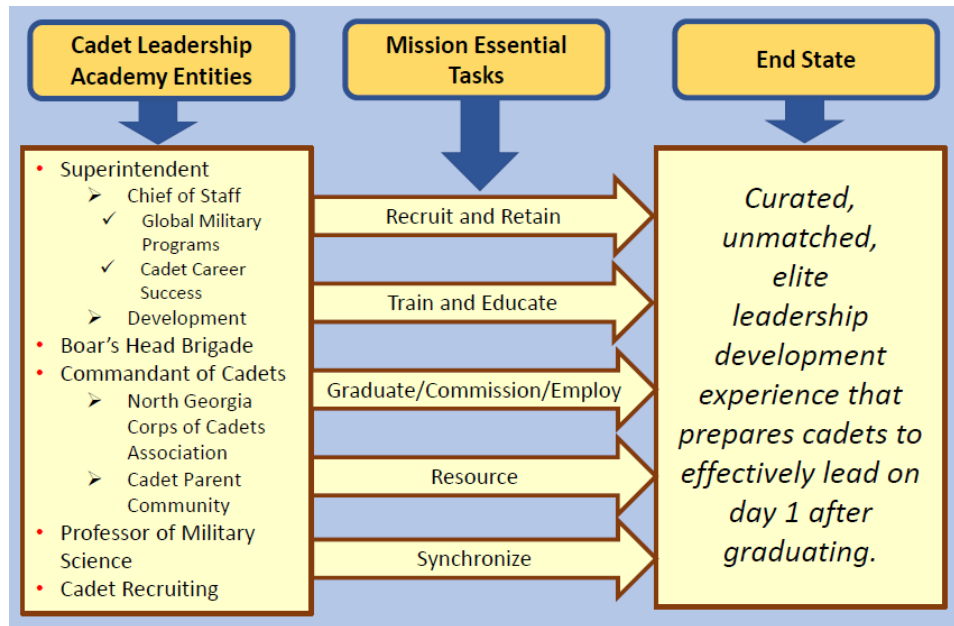 Cadet Leadership
Academy Entities
Mission Essential
Tasks
End State
• Superintendent
➢ Chief of Staff
✓ Global Military
Programs
✓ Cadet Career
Success
➢ Development
• Boar's Head Brigade
• Commandant of Cadets
➢ North Georgia
Corps of Cadets
Association
➢ Cadet Parent
Community
• Professor of Military
Science
• Cadet Recruiting
Recruit and Retain
Train and Educate
Graduate/Commission/Employ
Resource
Synchronize
Curated,
unmatched,
elite
leadership
development
experience that
prepares cadets to
effectively lead on
day 1 after
graduating.